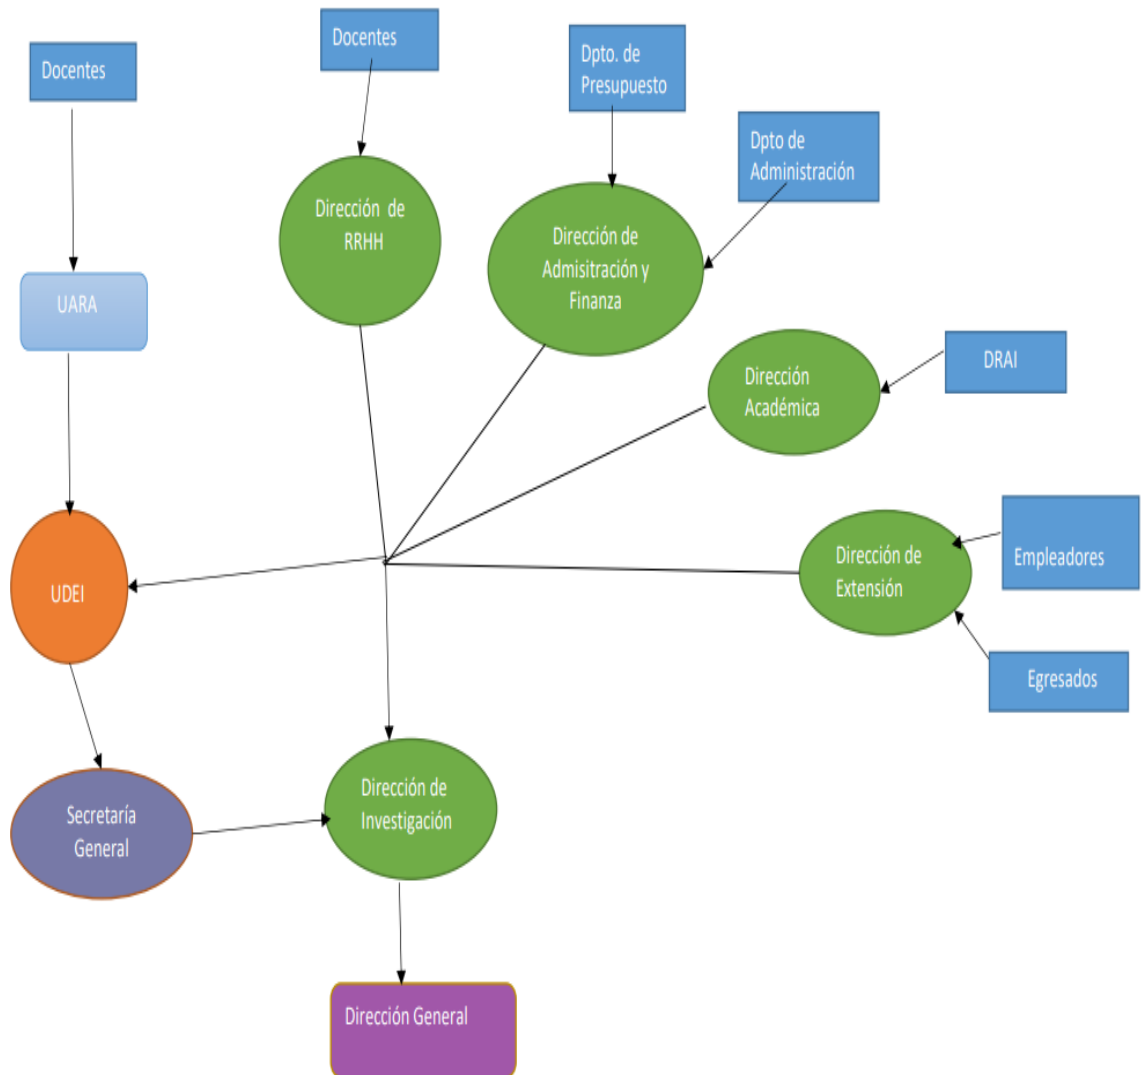 Docentes
Docentes
Dpto. de
Presupuesto
Dpto de
Administración
Dirección de
RRHH
Dirección de
Admisitración y
Finanza
UARA
Dirección
Académica
DRAI
UDEI
Dirección de
Extensión
Empleadores
Egresados
Secretaría
General
Dirección de
Investigación
Dirección General